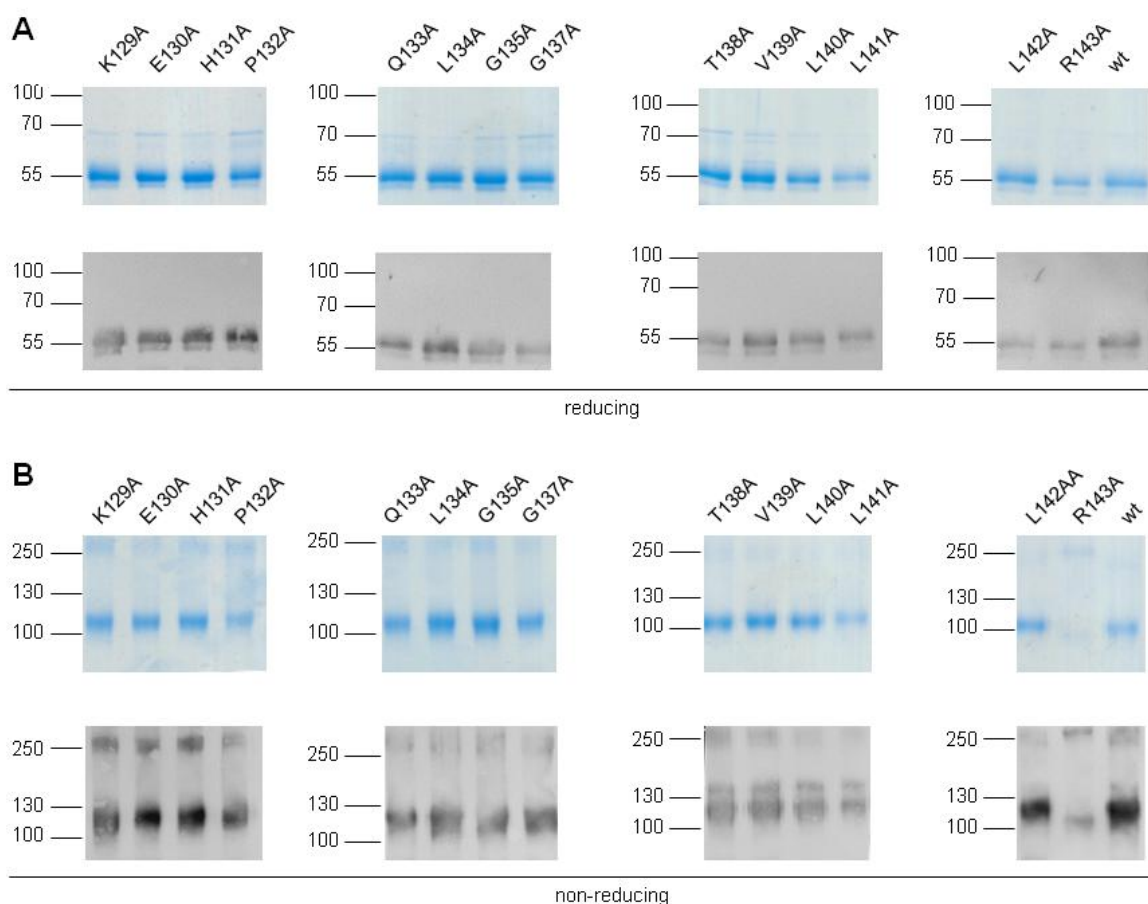 A
K129A E130A H131A P132A Q133A L134A G135A G137A T138A V139A L140A L141A L142A R143A wt
100 100 100 100
70 70 70 70
55 55 55 55
100 100 100 100
70 70 70 70
55 55 55 55
reducing
B
K129A E130A H131A P132A Q133A L134A G135A G137A T138A V139A L140A L141A L142AA R143A wt
250 250 250 250
130 130 130 130
100 100 100 100
250 250 250 250
130 130 130 130
100 100 100 100
non-reducing